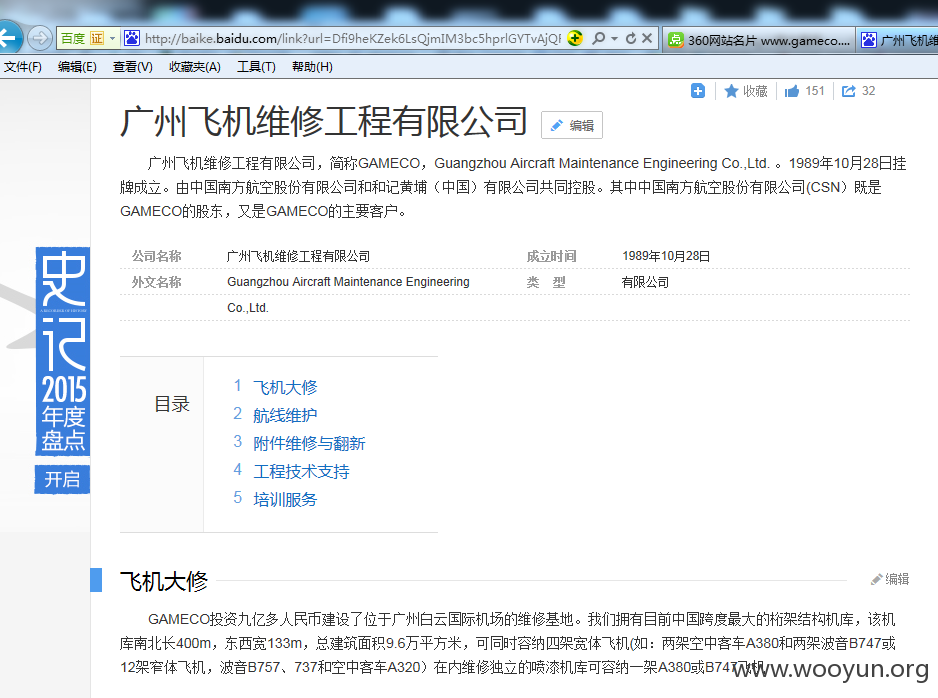 百度 证 http://baike.baidu.com/link?url=Dfi9heKZek6LsQjmIM3bc5hprlGYTvAjQI 360网站名片 www.gameco.... 广州飞机维
文件(F) 编辑(E) 查看(V) 收藏夹(A) 工具(T) 帮助(H)
收藏 151 32
广州飞机维修工程有限公司 编辑
广州飞机维修工程有限公司，简称GAMECO，Guangzhou Aircraft Maintenance Engineering Co.,Ltd. 。1989年10月28日挂
牌成立。由中国南方航空股份有限公司和和记黄埔（中国）有限公司共同控股。其中中国南方航空股份有限公司(CSN）既是
GAMECO的股东，又是GAMECO的主要客户。
公司名称 广州飞机维修工程有限公司 成立时间 1989年10月28日
外文名称 Guangzhou Aircraft Maintenance Engineering 类 型 有限公司
Co.,Ltd.
史记
2015
年度
盘点
开启
目录
1 飞机大修
2 航线维护
3 附件维修与翻新
4 工程技术支持
5 培训服务
飞机大修 编辑
GAMECO投资九亿多人民币建设了位于广州白云国际机场的维修基地。我们拥有目前中国跨度最大的桁架结构机库，该机
库南北长400m，东西宽133m，总建筑面积9.6万平方米，可同时容纳四架宽体飞机(如：两架空中客车A380和两架波音B747或
12架窄体飞机，波音B757、737和空中客车A320）在内维修独立的喷漆机库可容纳一架A380或B747飞机
www.wooyun.org